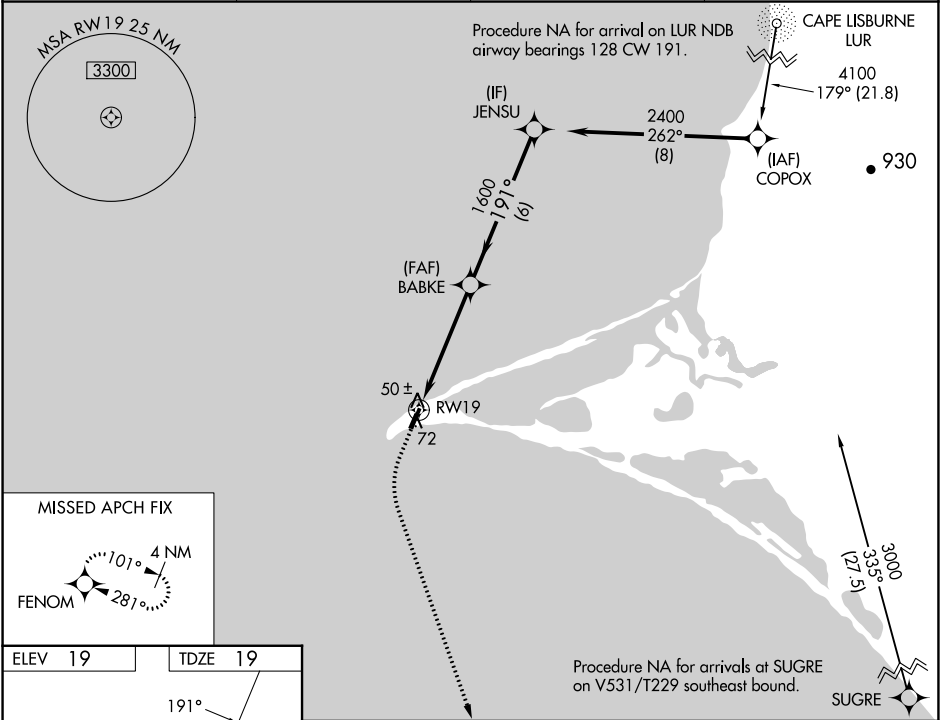 MSA RW19 25 NM
3300
Procedure NA for arrival on LUR NDB
airway bearings 128 CW 191.
CAPE LISBURNE
LUR
4100
179° (21.8)
(IF)
JENSU
2400
262°
(8)
(IAF)
COPOX
930
1600
191°
(6)
(FAF)
BABKE
50 ±
RW19
72
MISSED APCH FIX
4 NM
101°
281°
FENOM
3000
335°
(27.5)
ELEV 19
TDZE 19
191°
Procedure NA for arrivals at SUGRE
on V531/T229 southeast bound.
SUGRE